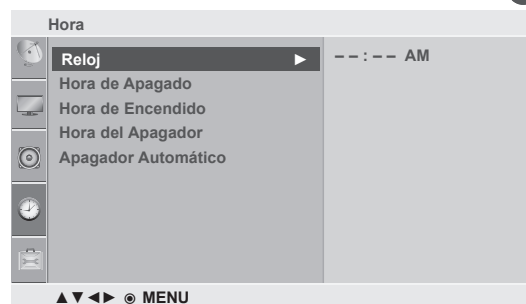 Hora
Reloj ► – – : – – AM
Hora de Apagado
Hora de Encendido
Hora del Apagador
Apagador Automático
▲▼◄► ◉ MENU